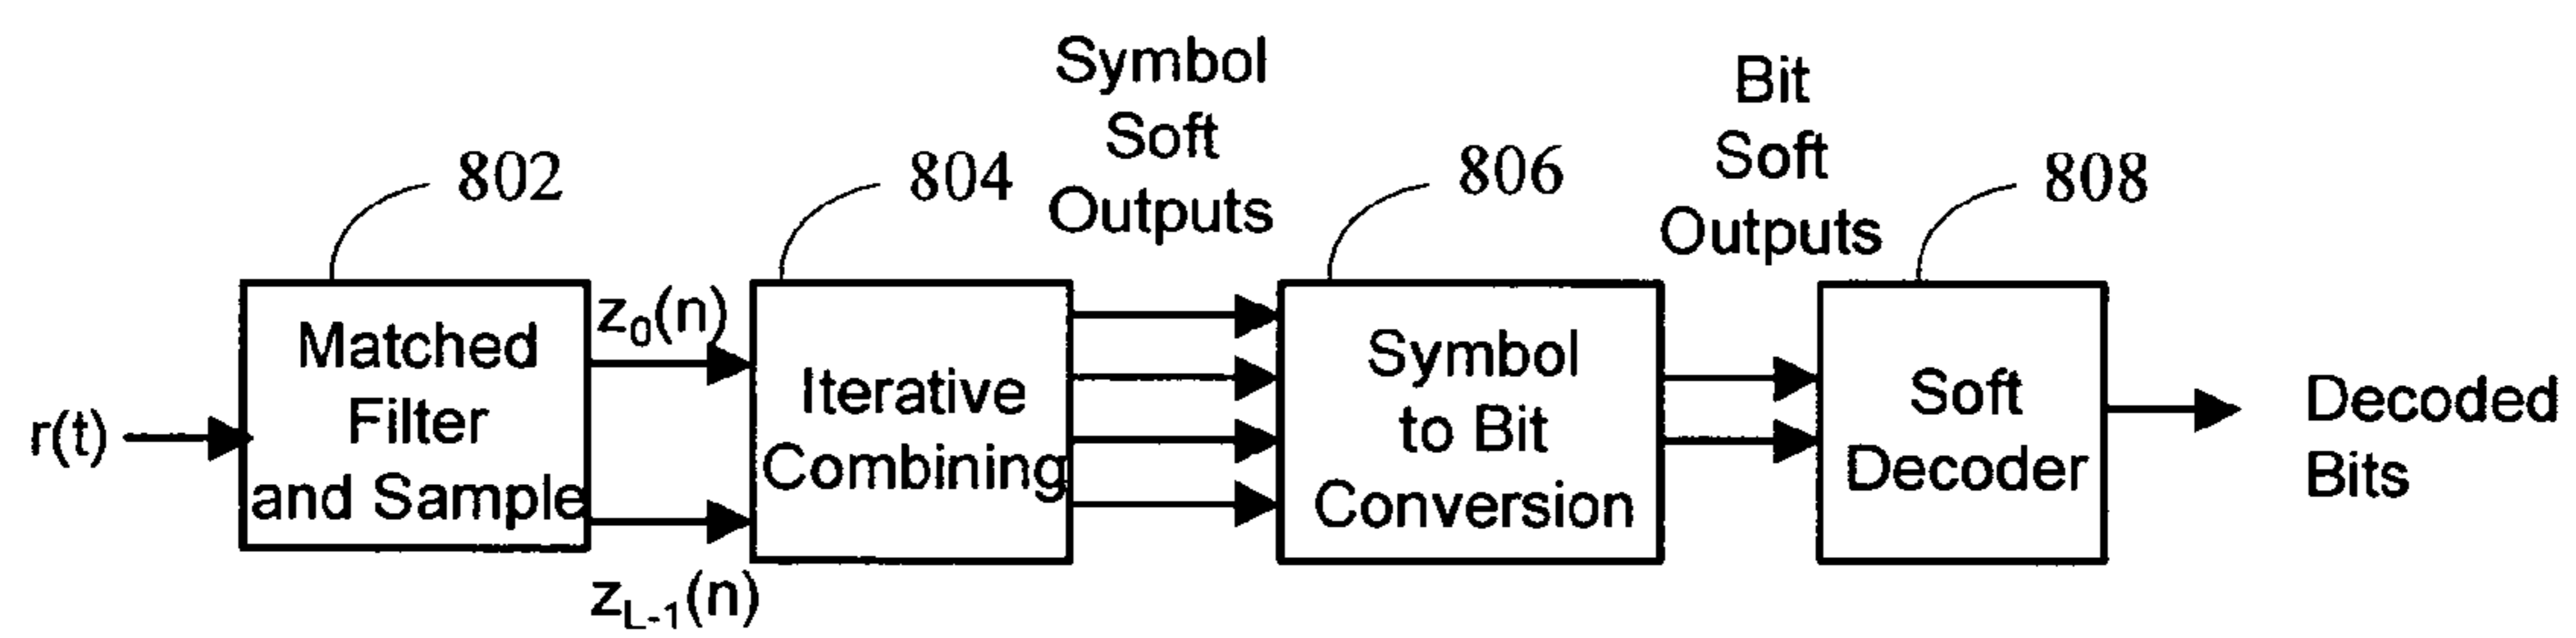 Symbol
Soft
Outputs
Bit
Soft
Outputs
802
804
806
808
r(t)
Matched
Filter
and Sample
z0(n)
zL-1(n)
Iterative
Combining
Symbol
to Bit
Conversion
Soft
Decoder
Decoded
Bits